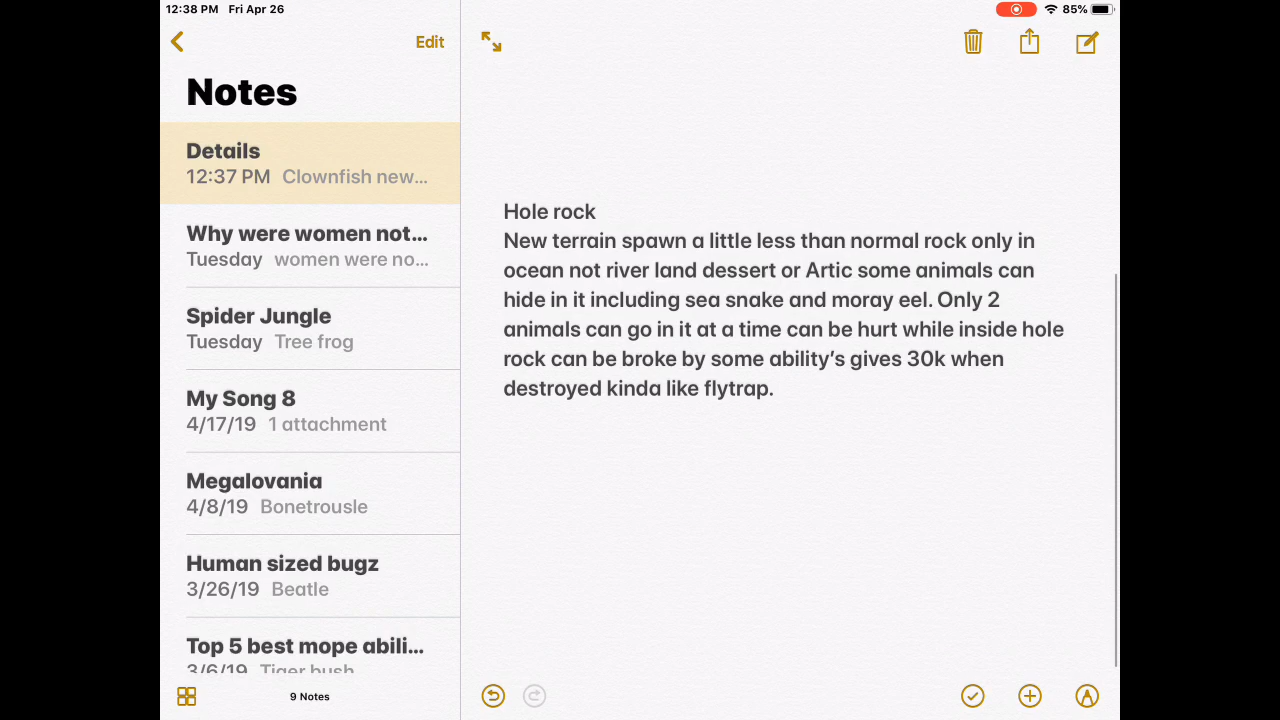 12:38 PM Fri Apr 26
85%
Edit
Notes
Details
12:37 PM Clownfish new...
Why were women not...
Tuesday women were no...
Spider Jungle
Tuesday Tree frog
My Song 8
4/17/19 1 attachment
Megalovania
4/8/19 Bonetrousle
Human sized bugz
3/26/19 Beatle
Top 5 best mope abili...
3/6/19 Tiger bush
9 Notes
Hole rock
New terrain spawn a little less than normal rock only in
ocean not river land dessert or Artic some animals can
hide in it including sea snake and moray eel. Only 2
animals can go in it at a time can be hurt while inside hole
rock can be broke by some ability’s gives 30k when
destroyed kinda like flytrap.